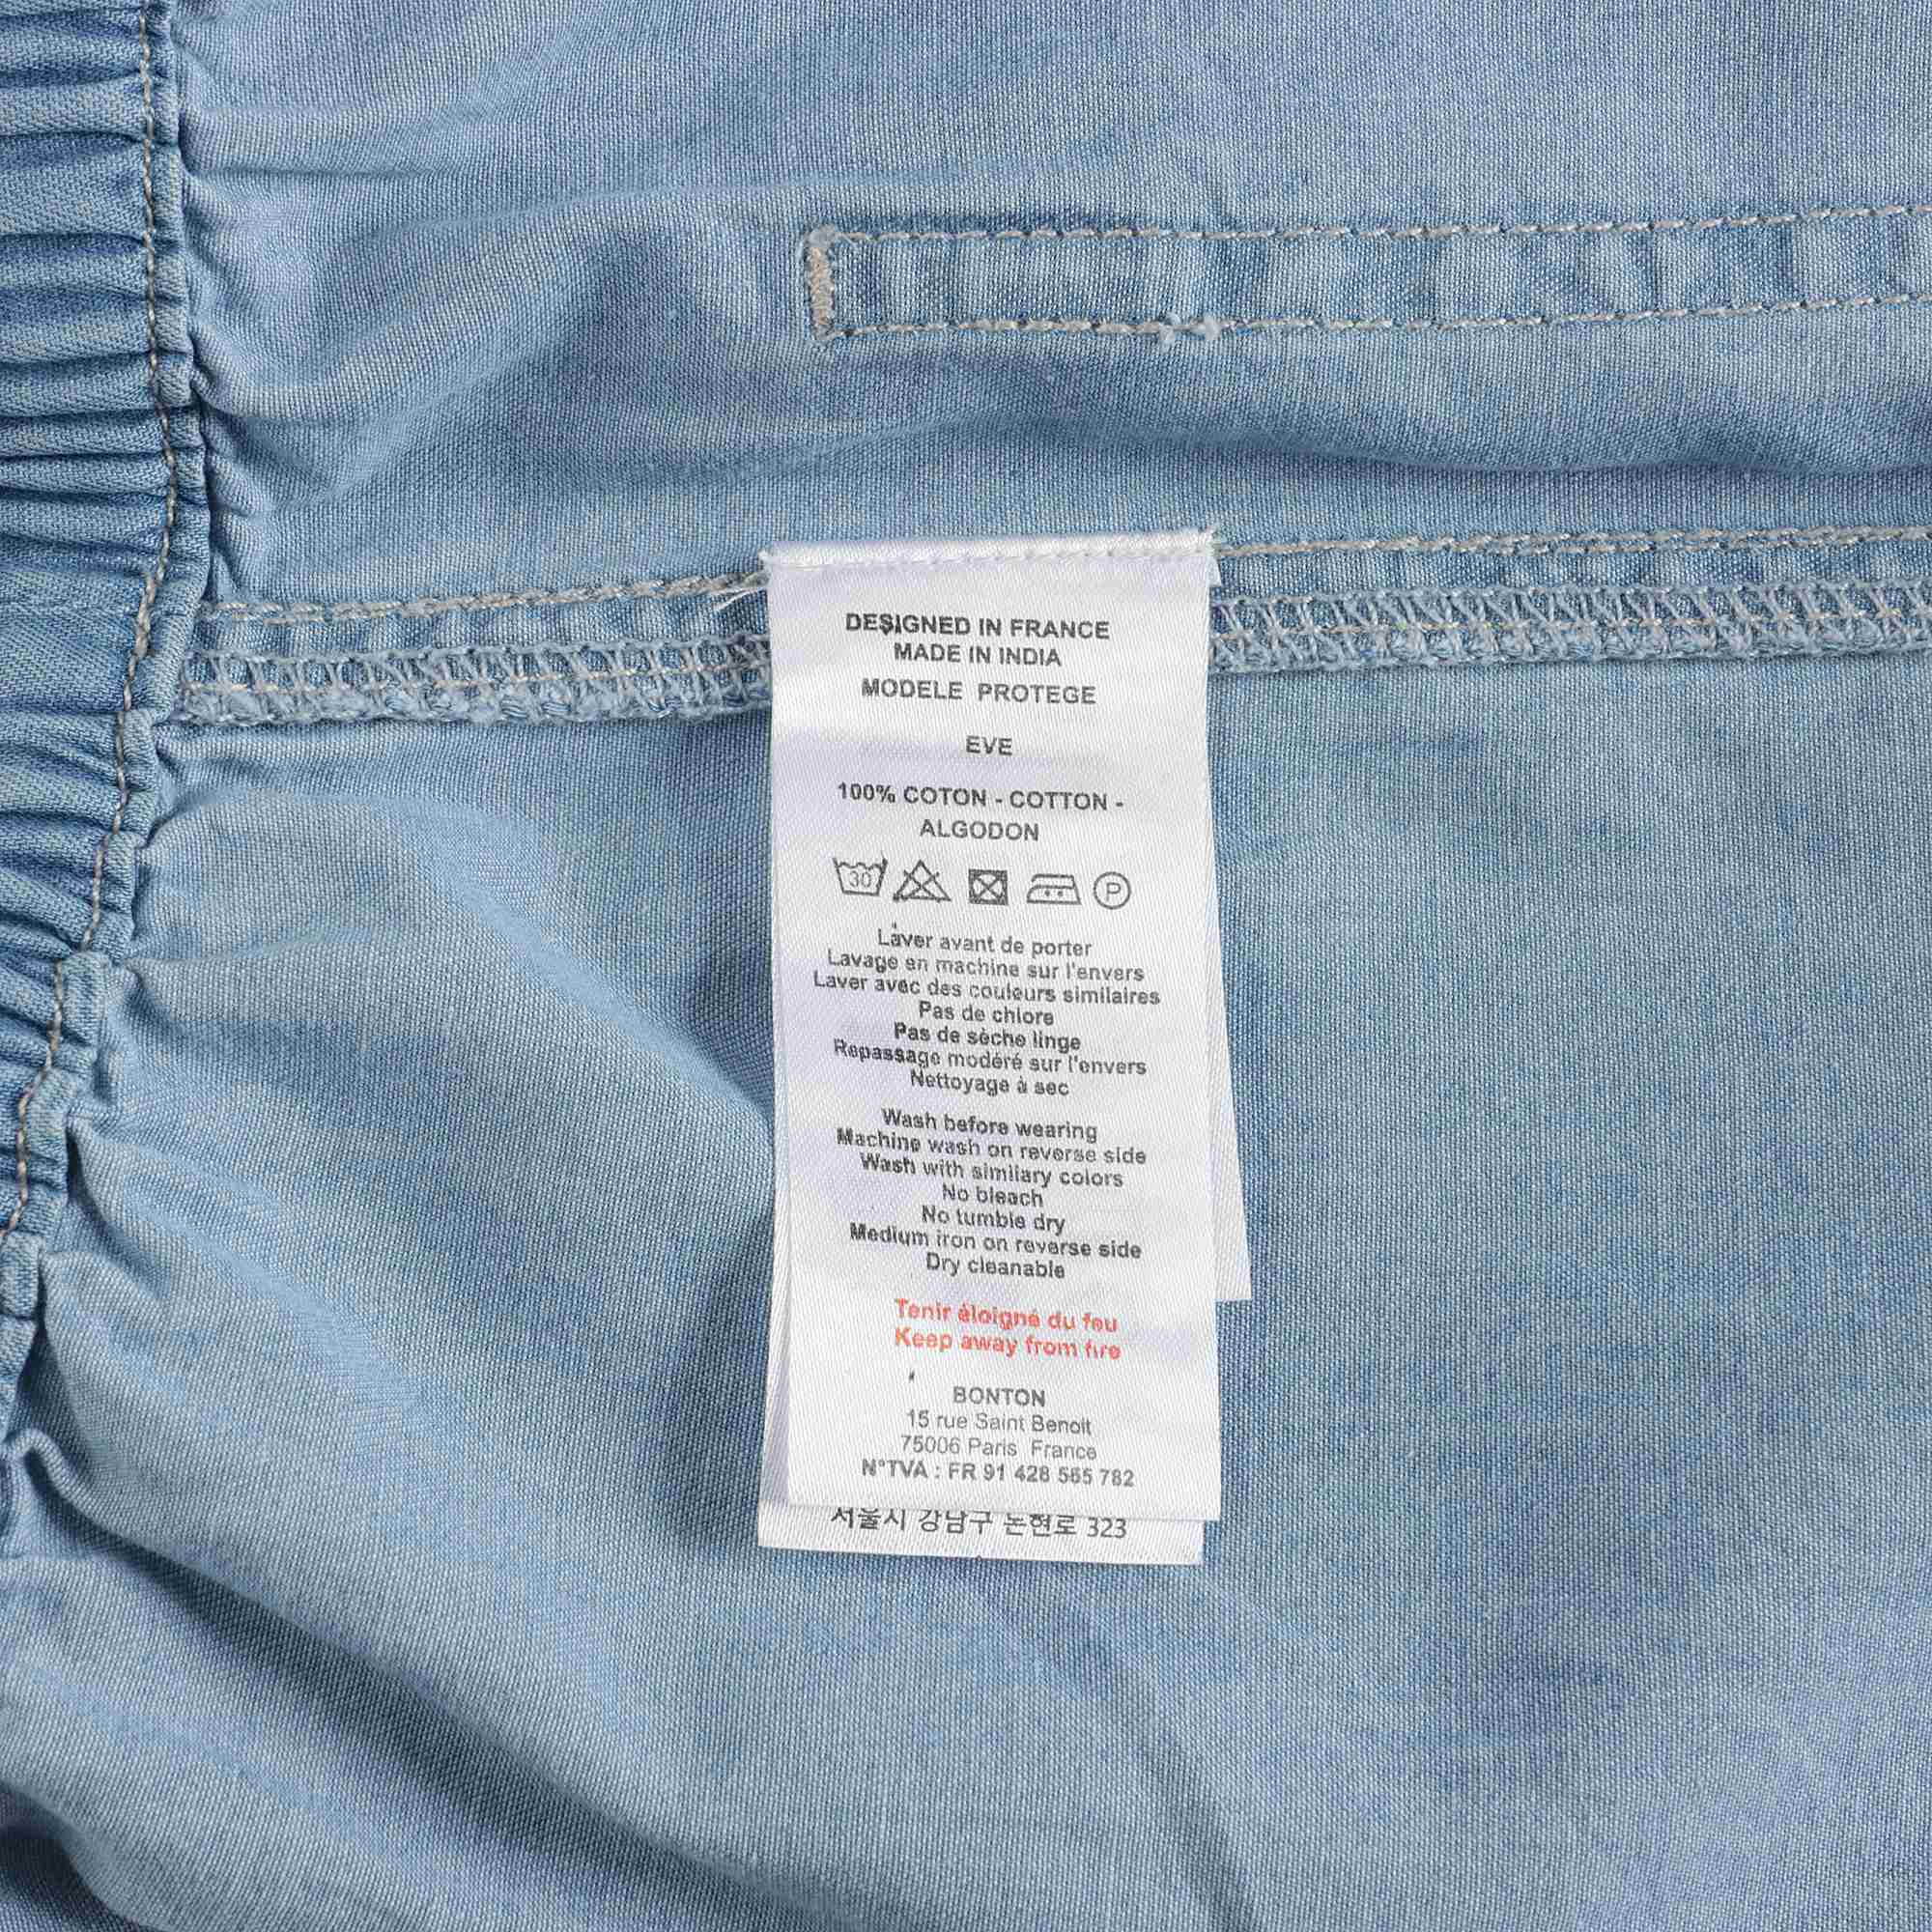 DESIGNED IN FRANCE
MADE IN INDIA
MODELE PROTEGE
EVE
100% COTON - COTTON -
ALGODON
30 P
Laver avant de porter
Lavage en machine sur l'envers
Laver avec des couleurs similaires
Pas de chlore
Pas de sèche linge
Repassage modéré sur l'envers
Nettoyage à sec
Wash before wearing
Machine wash on reverse side
Wash with similary colors
No bleach
No tumble dry
Medium iron on reverse side
Dry cleanable
Tenir éloigné du feu
Keep away from fire
BONTON
15 rue Saint Benoit
75006 Paris France
N°TVA : FR 91 428 565 782
서울시 강남구 논현로 323